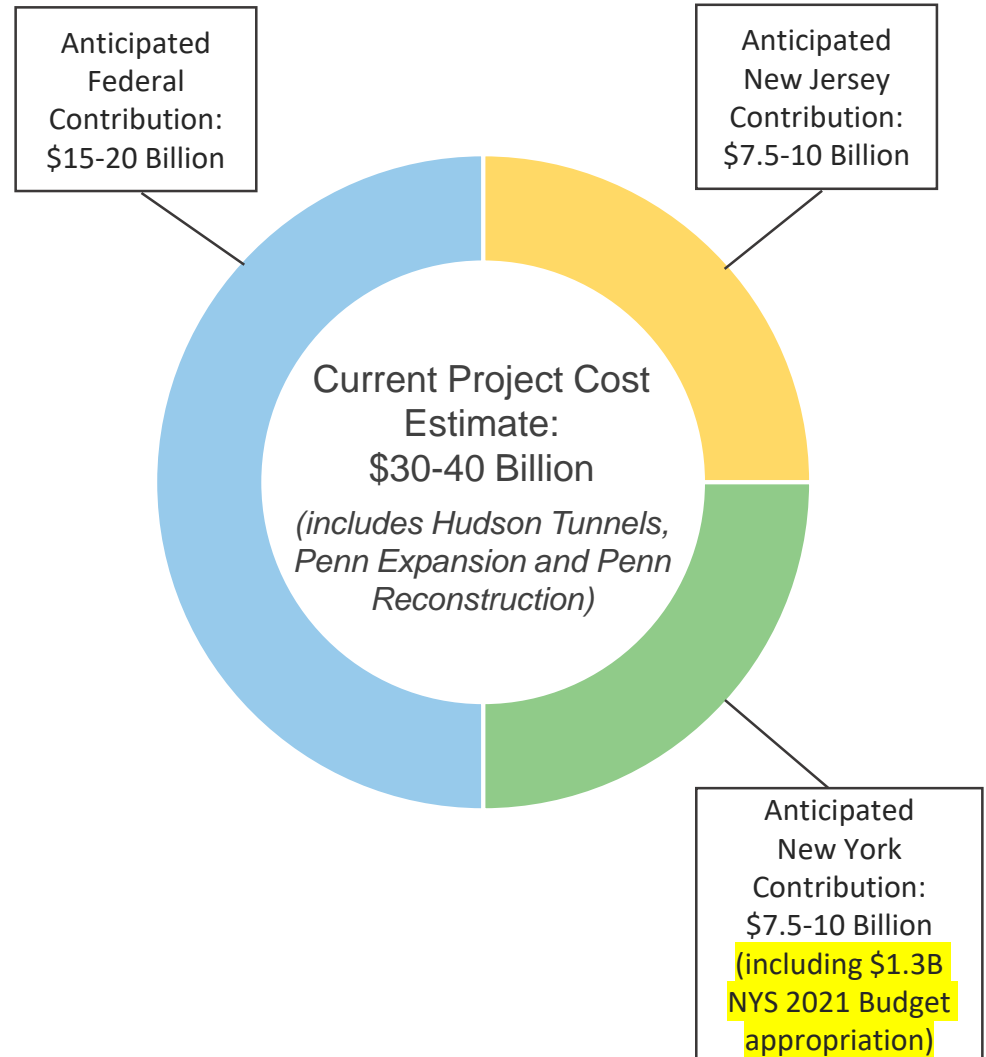 Anticipated
Federal
Contribution:
$15-20 Billion
Anticipated
New Jersey
Contribution:
$7.5-10 Billion
Current Project Cost
Estimate:
$30-40 Billion
(includes Hudson Tunnels,
Penn Expansion and Penn
Reconstruction)
Anticipated
New York
Contribution:
$7.5-10 Billion
(including $1.3B
NYS 2021 Budget
appropriation)